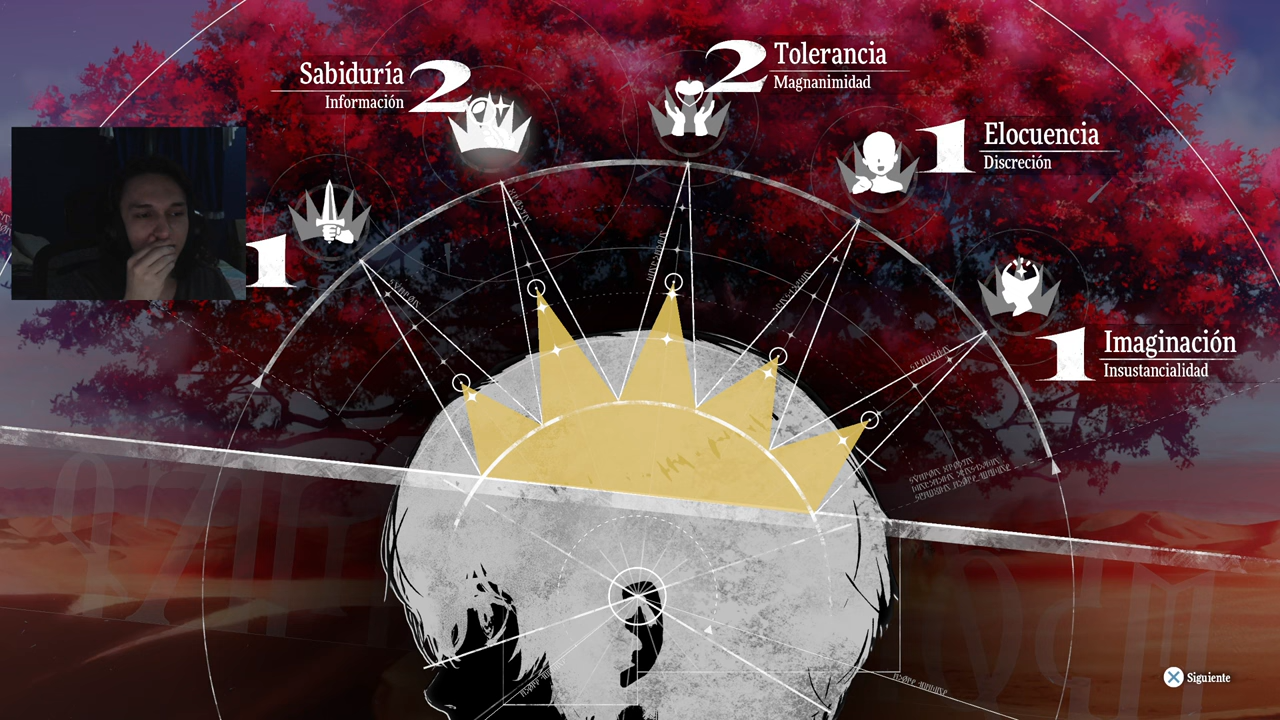 Sabiduría
Información
2
2
Tolerancia
Magnanimidad
1
Elocuencia
Discreción
1
1
Imaginación
Insustancialidad
Siguiente